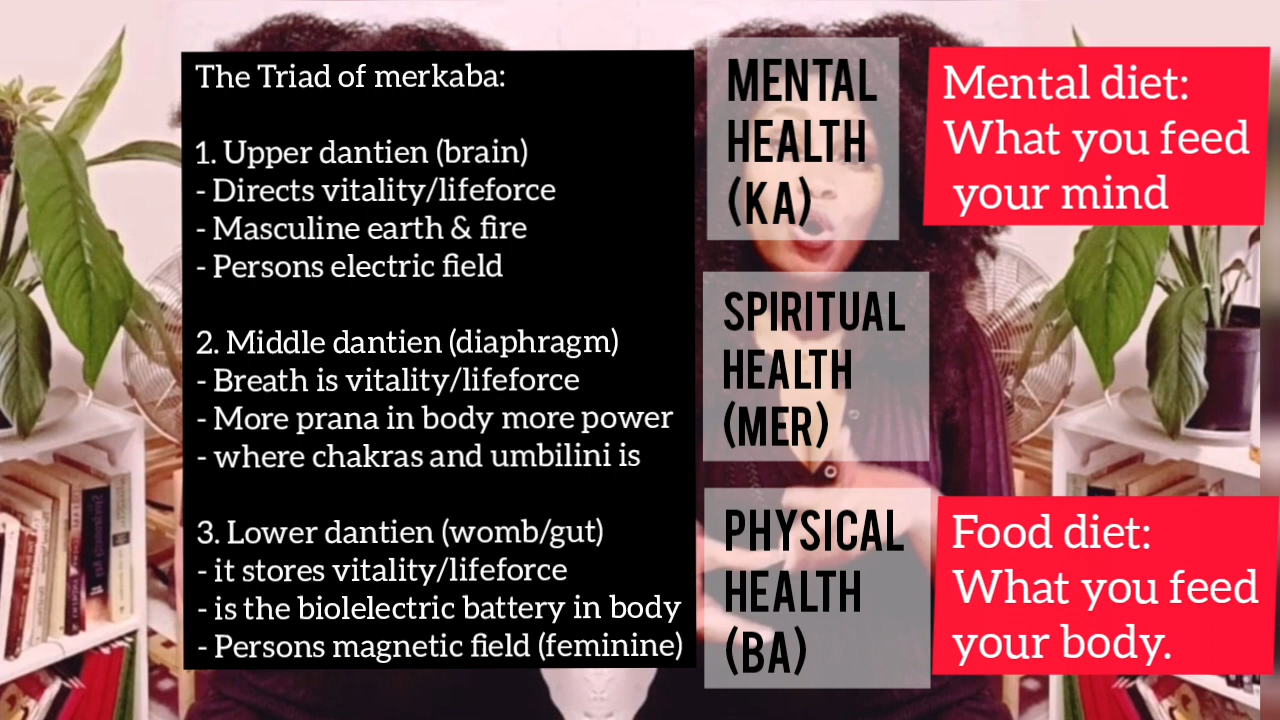 The Triad of merkaba:
1. Upper dantien (brain)
- Directs vitality/lifeforce
- Masculine earth & fire
- Persons electric field
2. Middle dantien (diaphragm)
- Breath is vitality/lifeforce
- More prana in body more power
- where chakras and umbilini is
3. Lower dantien (womb/gut)
- it stores vitality/lifeforce
- is the biolelectric battery in body
- Persons magnetic field (feminine)
MENTAL
HEALTH
(KA)
SPIRITUAL
HEALTH
(MER)
PHYSICAL
HEALTH
(BA)
Mental diet:
What you feed
your mind
Food diet:
What you feed
your body.